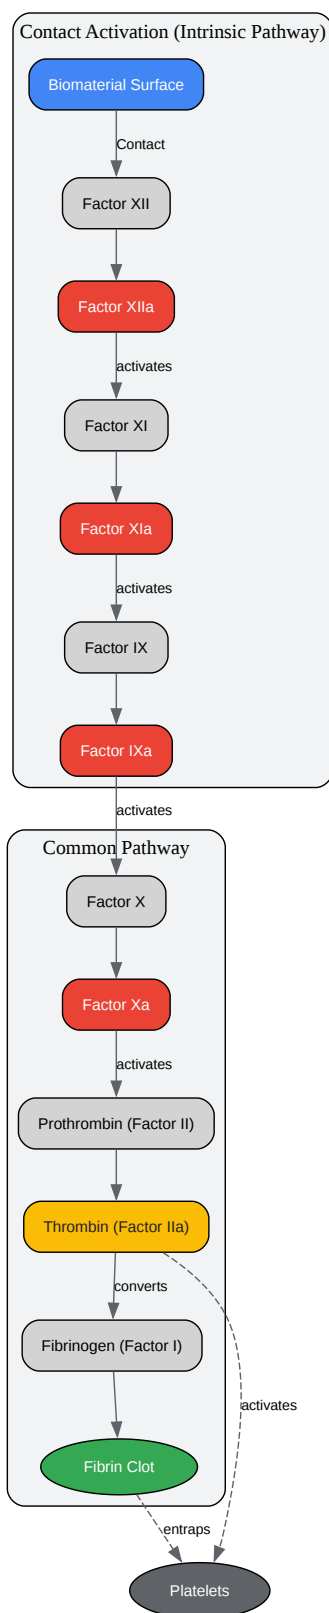 Contact Activation (Intrinsic Pathway)
Biomaterial Surface
Contact
Factor XII
Factor XIIa
activates
Factor XI
Factor XIa
activates
Factor IX
Factor IXa
activates
Common Pathway
Factor X
Factor Xa
activates
Prothrombin (Factor II)
Thrombin (Factor IIa)
converts
Fibrinogen (Factor I)
activates
Fibrin Clot
entraps
Platelets